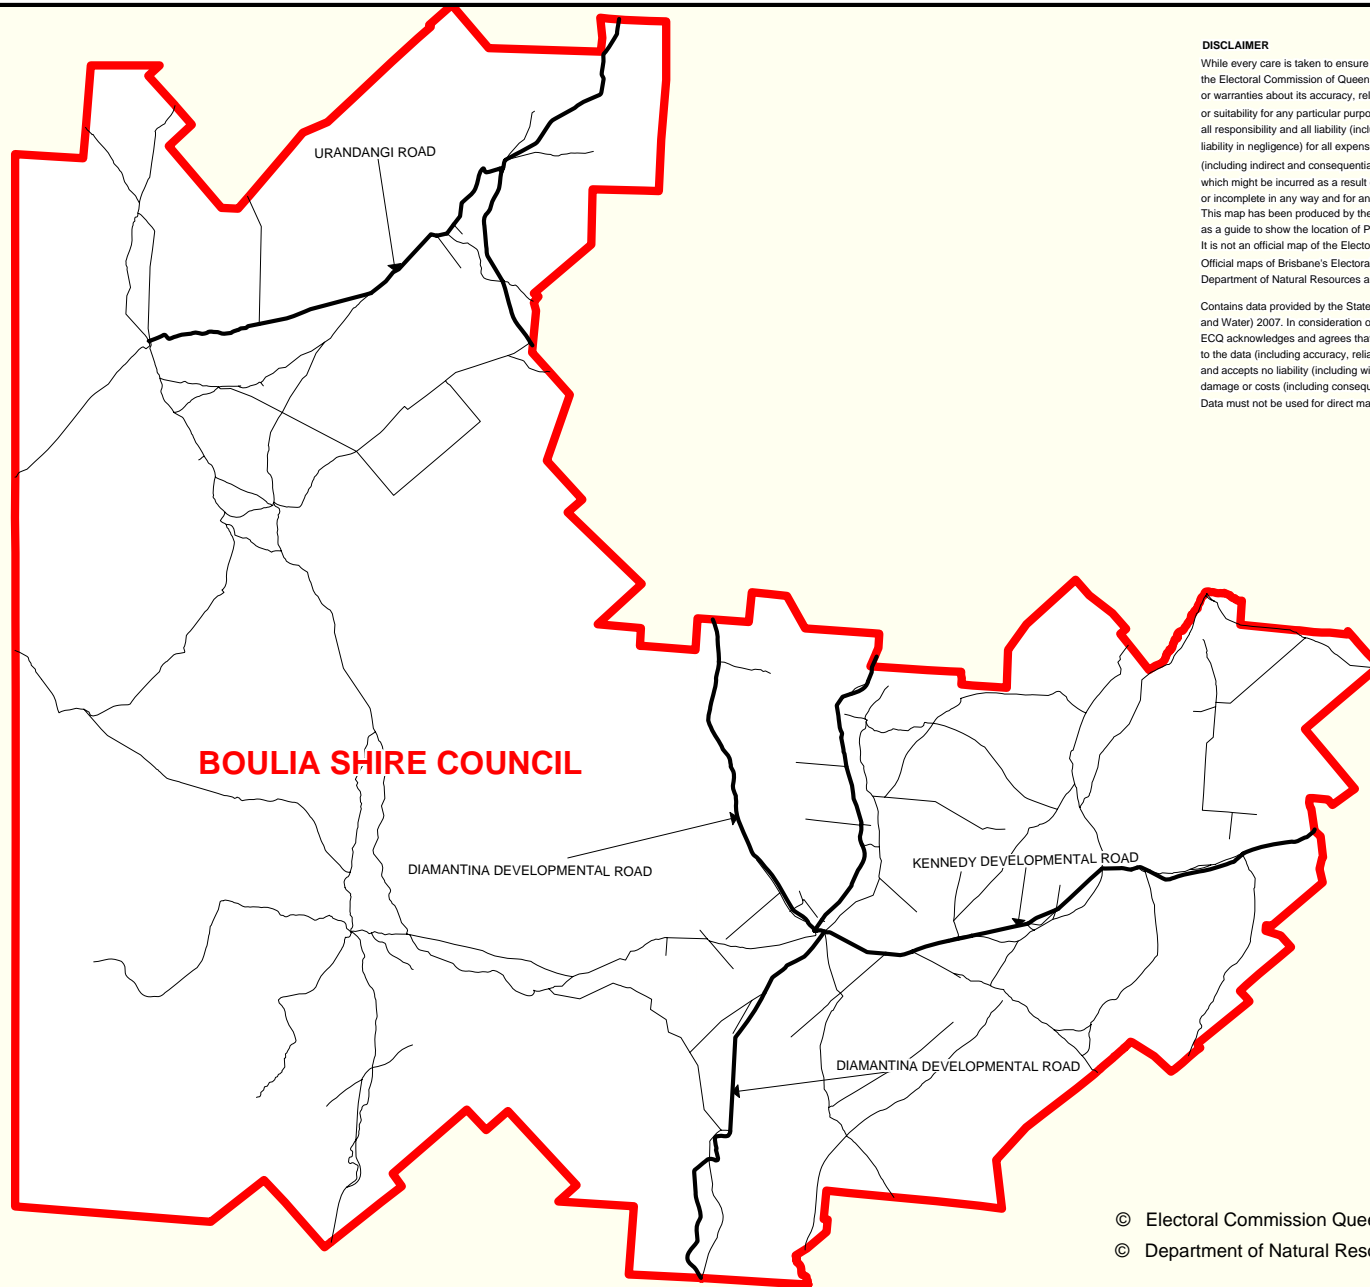 DISCLAIMER
While every care is taken to ensure
the Electoral Commission of Queen
or warranties about its accuracy, rel
or suitability for any particular purpo
all responsibility and all liability (incl
liability in negligence) for all expens
(including indirect and consequentia
which might be incurred as a result
or incomplete in any way and for an
This map has been produced by the
as a guide to show the location of P
It is not an official map of the Electo
Official maps of Brisbane's Electora
Department of Natural Resources a
Contains data provided by the State
and Water) 2007. In consideration o
ECQ acknowledges and agrees tha
to the data (including accuracy, relia
and accepts no liability (including wi
damage or costs (including consequ
Data must not be used for direct ma
URANDANGI ROAD
BOULIA SHIRE COUNCIL
DIAMANTINA DEVELOPMENTAL ROAD
KENNEDY DEVELOPMENTAL ROAD
DIAMANTINA DEVELOPMENTAL ROAD
© Electoral Commission Quee
© Department of Natural Reso